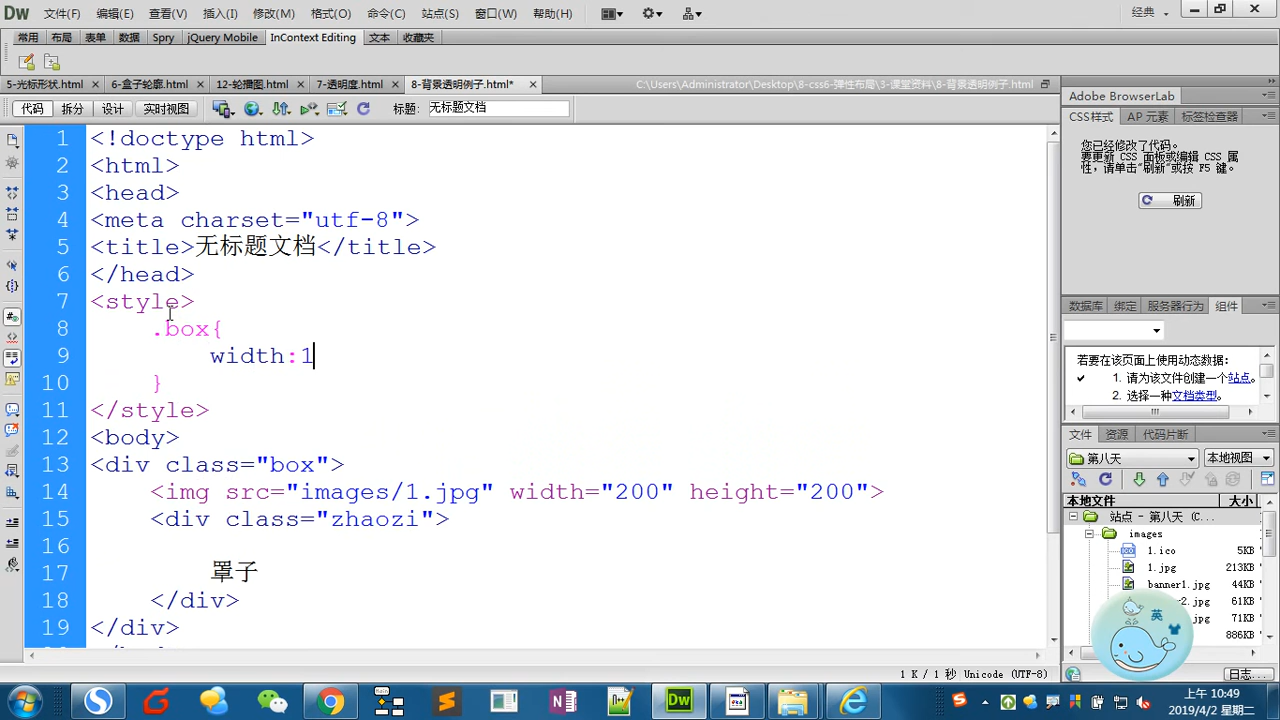 Dw 文件(F) 编辑(E) 查看(V) 插入(I) 修改(M) 格式(O) 命令(C) 站点(S) 窗口(W) 帮助(H) 经典
常用 布局 表单 数据 Spry jQuery Mobile InContext Editing 文本 收藏夹
5-光标形状.html × 6-盒子轮廓.html × 12-轮播图.html × 7-透明度.html × 8-背景透明例子.html* × C:\Users\Administrator\Desktop\8-css6-弹性布局\3-课堂资料\8-背景透明例子.html
代码 拆分 设计 实时视图 标题: 无标题文档
1 <!doctype html>
2 <html>
3 <head>
4 <meta charset="utf-8">
5 <title>无标题文档</title>
6 </head>
7 <style>
8 .box{
9 width:1
10 }
11 </style>
12 <body>
13 <div class="box">
14 <img src="images/1.jpg" width="200" height="200">
15 <div class="zhaozi">
16
17 罩子
18 </div>
19 </div>
1 K / 1 秒 Unicode (UTF-8)
Adobe BrowserLab
CSS样式 AP 元素 标签检查器
您已经修改了代码。
要更新 CSS 面板或编辑 CSS 属
性，请单击“刷新”或按 F5 键。
刷新
数据库 绑定 服务器行为 组件
若要在该页面上使用动态数据:
✔ 1. 请为该文件创建一个站点。
2. 选择一种文档类型。
文件 资源 代码片断
第八天 本地视图
本地文件 大小
站点 - 第八天 (C...
images
1.ico 5KB
1.jpg 213KB
banner1.jpg 44KB
r2.jpg 61KB
.jpg 71KB
886KB
英
日志...
Dw
上午 10:49
2019/4/2 星期二